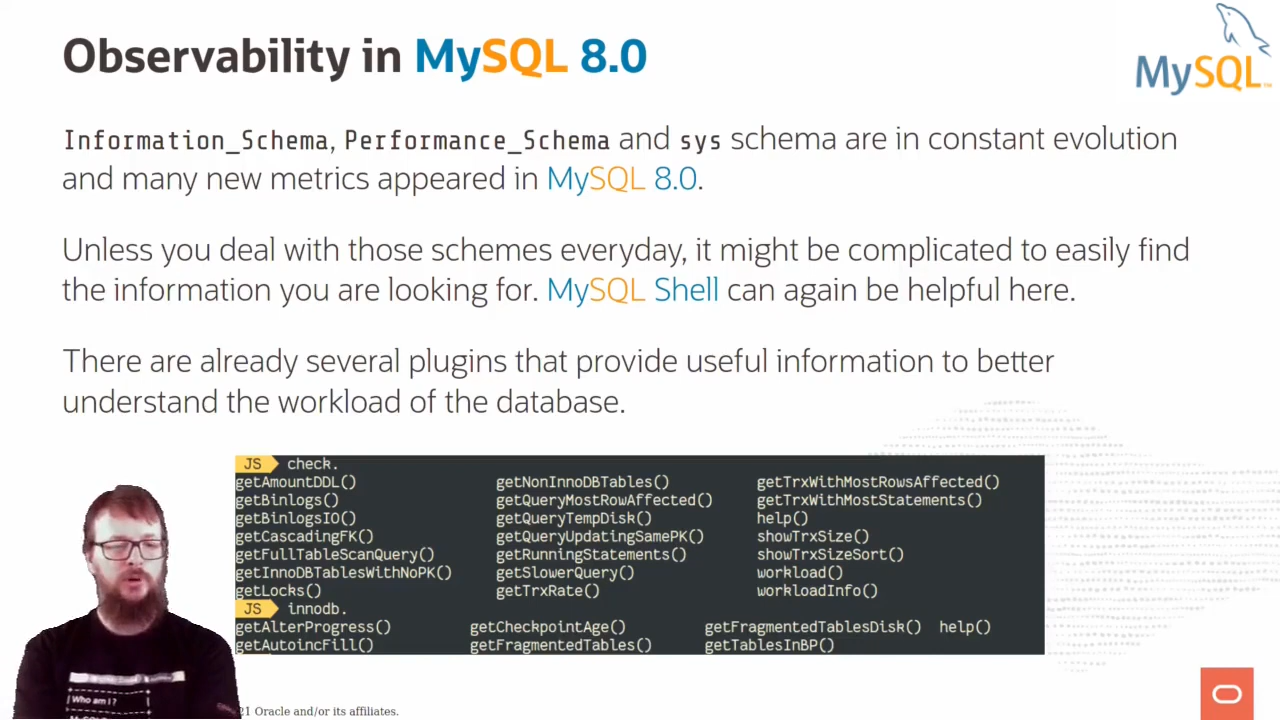 Observability in MySQL 8.0
MySQL™
Information_Schema, Performance_Schema and sys schema are in constant evolution
and many new metrics appeared in MySQL 8.0.
Unless you deal with those schemes everyday, it might be complicated to easily find
the information you are looking for. MySQL Shell can again be helpful here.
There are already several plugins that provide useful information to better
understand the workload of the database.
JS check.
getAmountDDL() getNonInnoDBTables() getTrxWithMostRowsAffected()
getBinlogs() getQueryMostRowAffected() getTrxWithMostStatements()
getBinlogsIO() getQueryTempDisk() help()
getCascadingFK() getQueryUpdatingSamePK() showTrxSize()
getFullTableScanQuery() getRunningStatements() showTrxSizeSort()
getInnoDBTablesWithNoPK() getSlowerQuery() workload()
getLocks() getTrxRate() workloadInfo()
JS innodb.
getAlterProgress() getCheckpointAge() getFragmentedTablesDisk() help()
getAutoincFill() getFragmentedTables() getTablesInBP()
Who am I ?
21 Oracle and/or its affiliates.